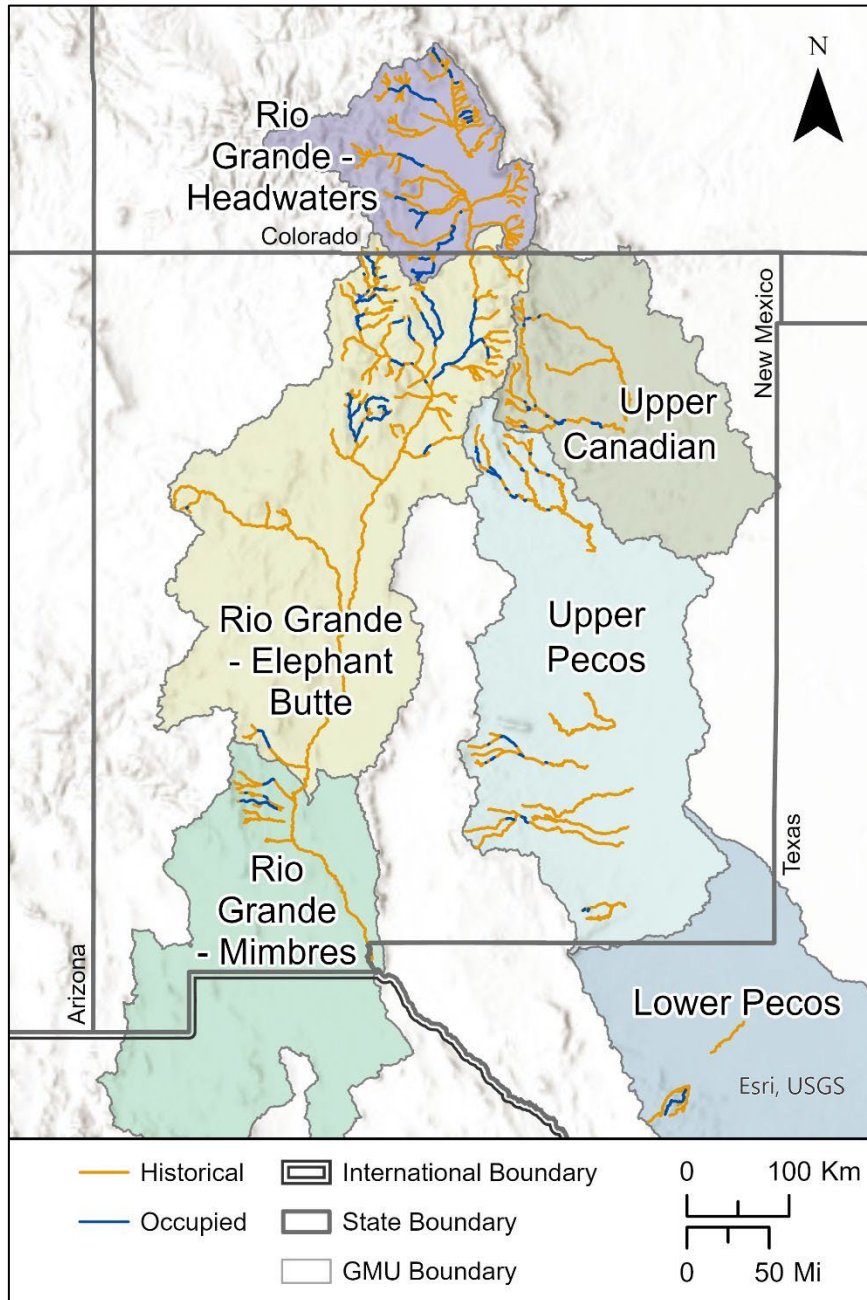 N
Rio
Grande -
Headwaters
Colorado
New Mexico
Upper
Canadian
Rio Grande
- Elephant
Butte
Upper
Pecos
Rio
Grande
- Mimbres
Arizona
Texas
Lower Pecos
Esri, USGS
Historical
Occupied
International Boundary
State Boundary
GMU Boundary
0 100 Km
0 50 Mi